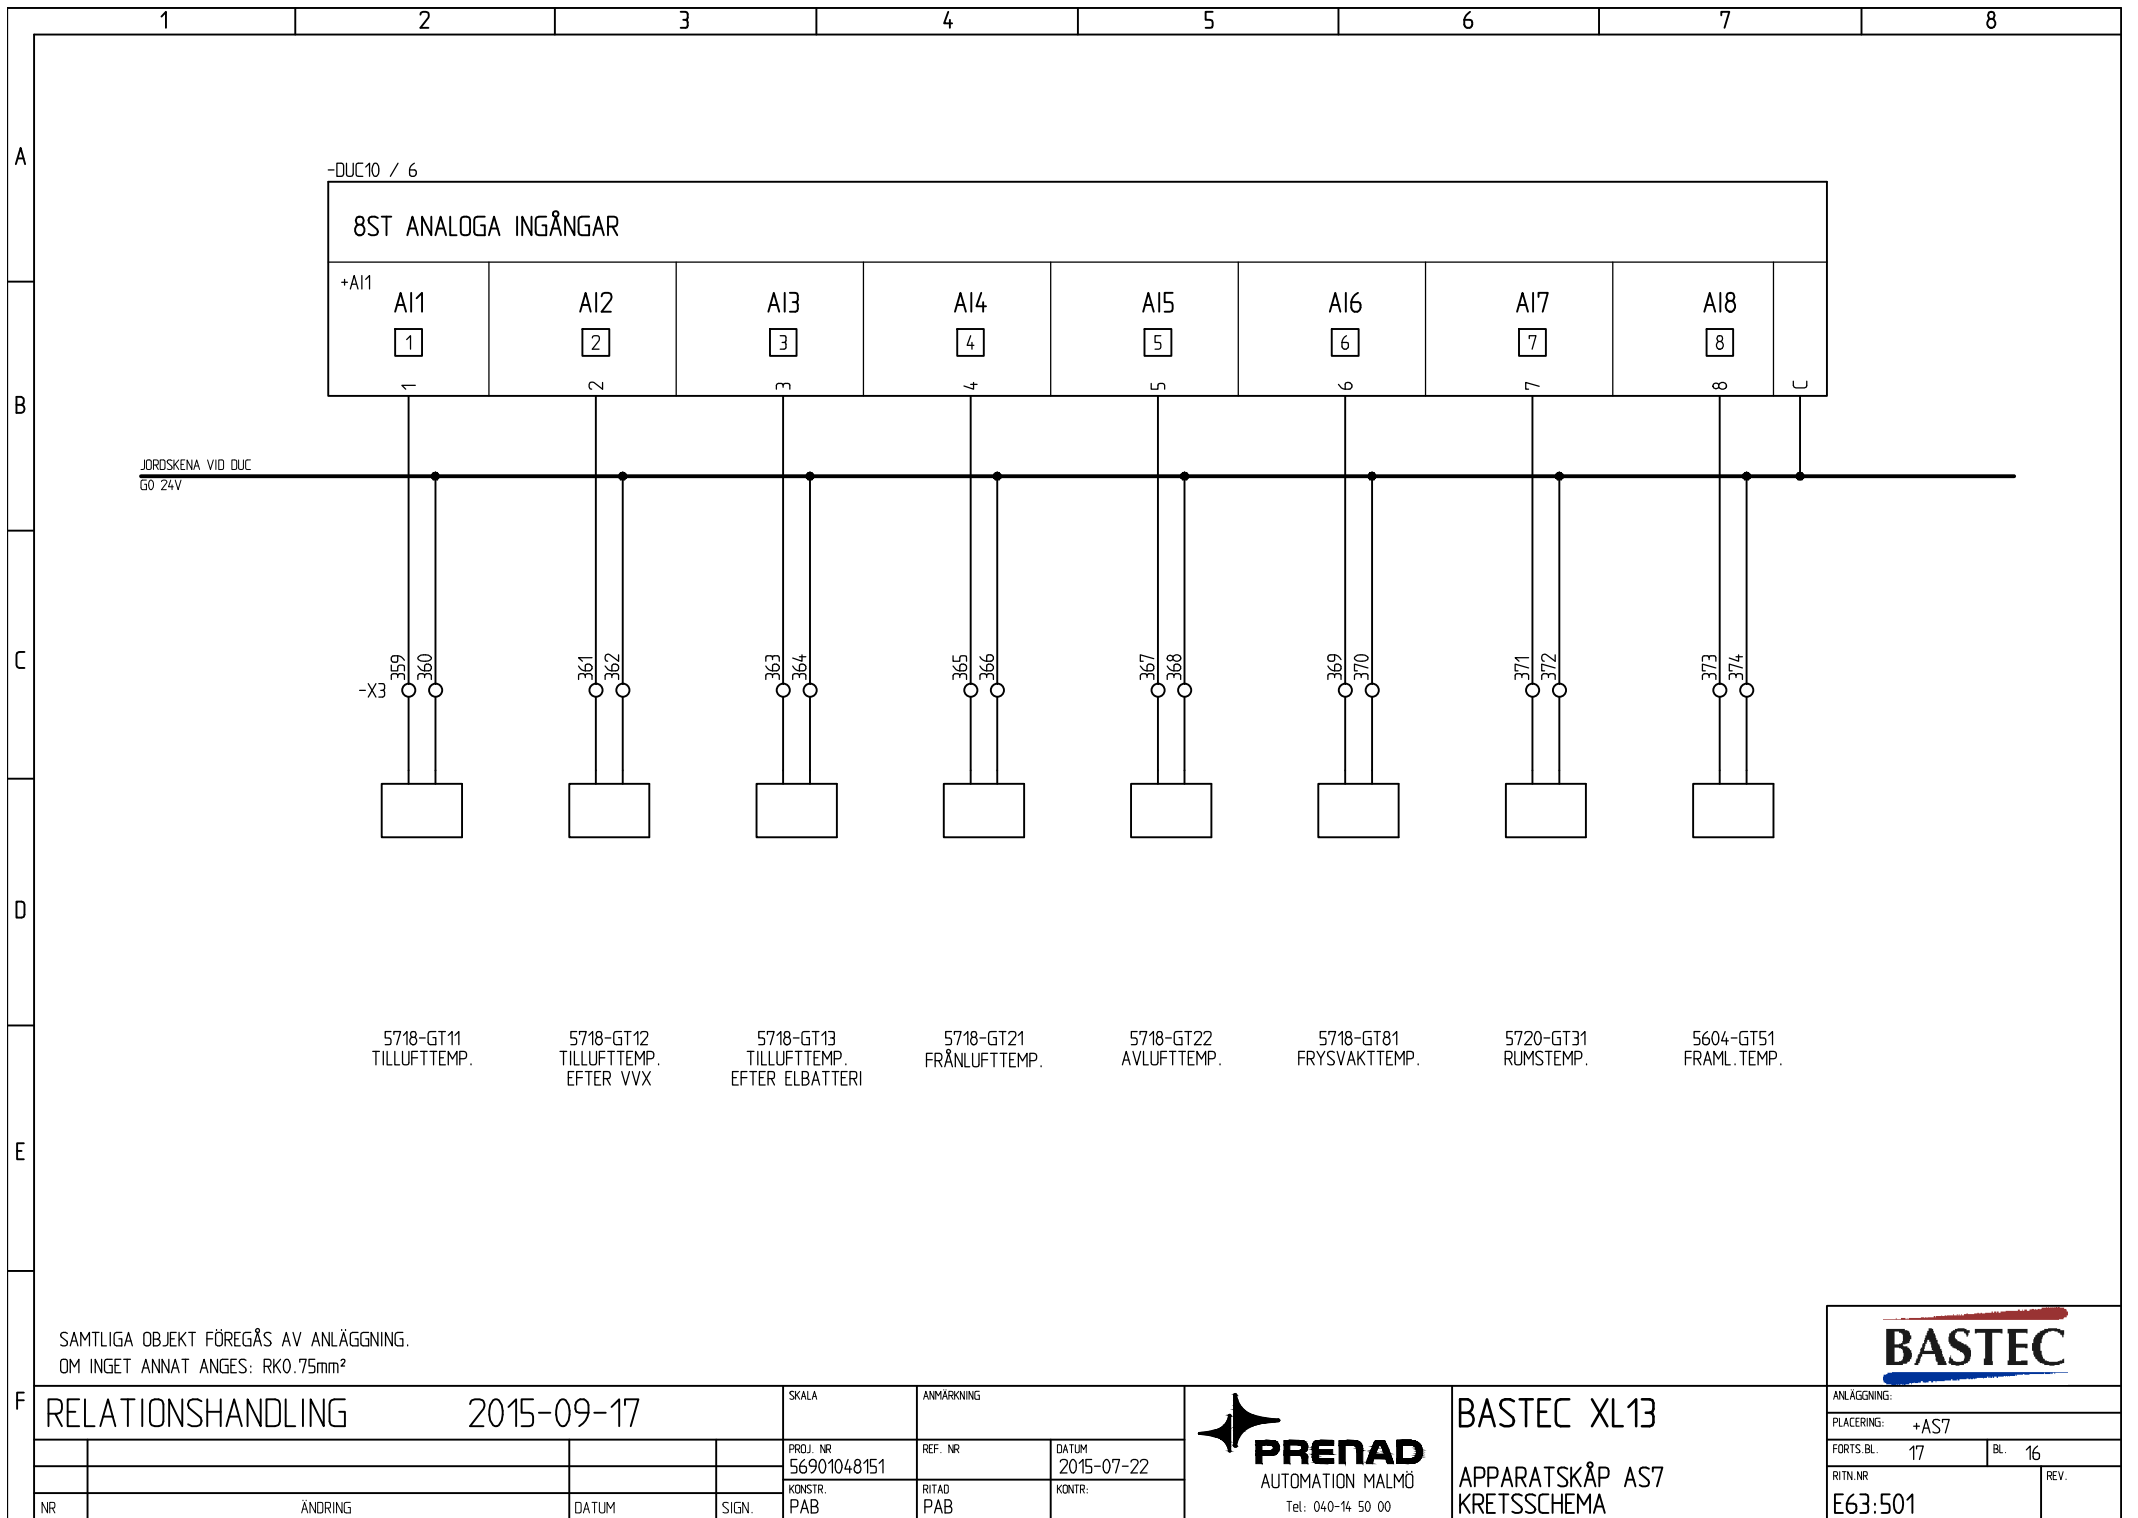 1 2 3 4 5 6 7 8
A
-DUC10 / 6
8ST ANALOGA INGÅNGAR
+AI1
AI1 AI2 AI3 AI4 AI5 AI6 AI7 AI8
1 2 3 4 5 6 7 8
1 2 3 4 5 6 7 8 C
B
JORDSKENA VID DUC
G0 24V
C
359 360 361 362 363 364 365 366 367 368 369 370 371 372 373 374
-X3
D
5718-GT11
TILLUFTTEMP.
5718-GT12
TILLUFTTEMP.
EFTER VVX
5718-GT13
TILLUFTTEMP.
EFTER ELBATTERI
5718-GT21
FRÅNLUFTTEMP.
5718-GT22
AVLUFTTEMP.
5718-GT81
FRYSVAKTTEMP.
5720-GT31
RUMSTEMP.
5604-GT51
FRAML.TEMP.
E
SAMTLIGA OBJEKT FÖREGÅS AV ANLÄGGNING.
OM INGET ANNAT ANGES: RK0.75mm²
F
RELATIONSHANDLING 2015-09-17
NR ÄNDRING DATUM SIGN.
SKALA
ANMÄRKNING
PROJ. NR
56901048151
REF. NR
DATUM
2015-07-22
KONSTR.
PAB
RITAD
PAB
KONTR:
PRENAD
AUTOMATION MALMÖ
Tel: 040-14 50 00
BASTEC XL13
APPARATSKÅP AS7
KRETSSCHEMA
BASTEC
ANLÄGGNING:
PLACERING: +AS7
FORTS.BL. 17 BL. 16
RITN.NR
E63:501
REV.